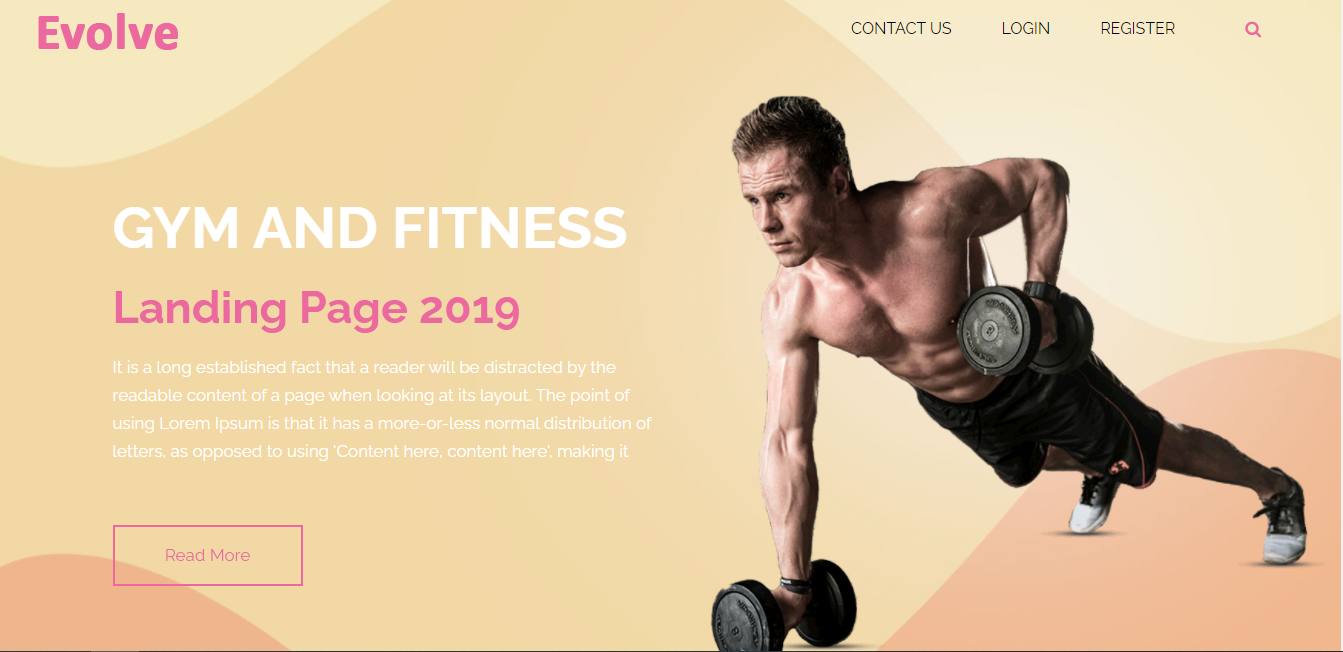 Evolve
CONTACT US
LOGIN
REGISTER
GYM AND FITNESS
Landing Page 2019
It is a long established fact that a reader will be distracted by the
readable content of a page when looking at its layout. The point of
using Lorem Ipsum is that it has a more-or-less normal distribution of
letters, as opposed to using 'Content here, content here', making it
Read More